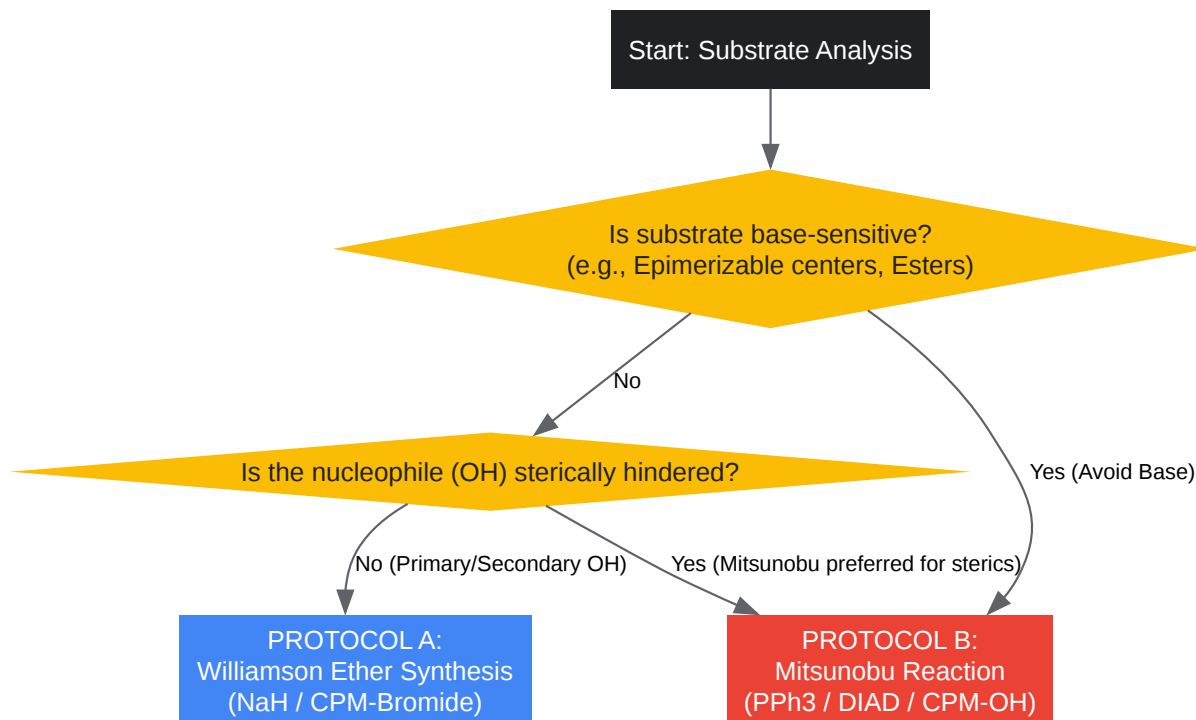 Start: Substrate Analysis
Is substrate base-sensitive?
(e.g., Epimerizable centers, Esters)
No
Is the nucleophile (OH) sterically hindered?
Yes (Avoid Base)
No (Primary/Secondary OH)
Yes (Mitsunobu preferred for sterics)
PROTOCOL A:
Williamson Ether Synthesis
(NaH / CPM-Bromide)
PROTOCOL B:
Mitsunobu Reaction
(PPh3 / DIAD / CPM-OH)